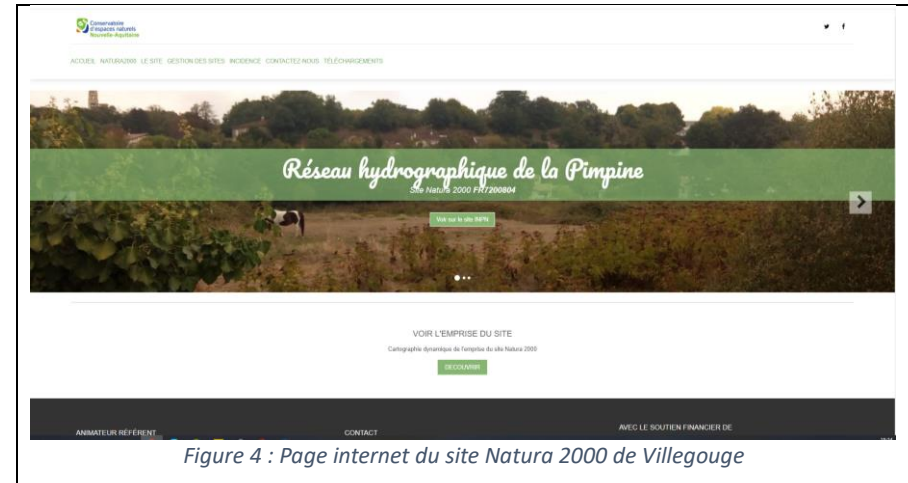 Conservatoire
d'espaces naturels
Nouvelle-Aquitaine
ACCUEIL NATURA2000 LE SITE GESTION DES SITES INCIDENCE CONTACTEZ-NOUS TÉLÉCHARGEMENTS
Réseau hydrographique de la Pimpine
Site Natura 2000 FR7200804
Voir sur le site INPN
VOIR L'EMPRISE DU SITE
Cartographie dynamique de l'emprise du site Natura 2000
DECOUVRIR
ANIMATEUR RÉFÉRENT
CONTACT
AVEC LE SOUTIEN FINANCIER DE
Figure 4 : Page internet du site Natura 2000 de Villegouge